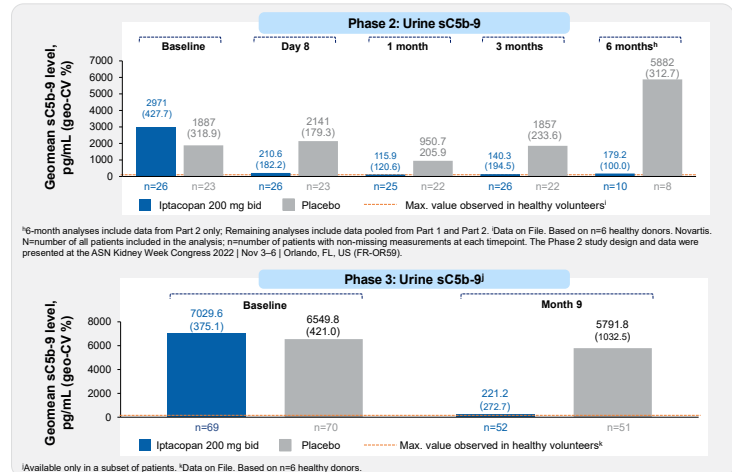 Phase 2: Urine sC5b-9
Baseline
Day 8
1 month
3 months
6 monthsʰ
Geomean sC5b-9 level,
pg/mL (geo-CV %)
7000
6000
5000
4000
3000
2000
1000
0
2971
(427.7)
1887
(318.9)
210.6
(182.2)
2141
(179.3)
115.9
(120.6)
950.7
205.9
140.3
(194.5)
1857
(233.6)
179.2
(100.0)
5882
(312.7)
n=26
n=23
n=26
n=23
n=25
n=22
n=26
n=22
n=10
n=8
Iptacopan 200 mg bid
Placebo
Max. value observed in healthy volunteersⁱ
ʰ6-month analyses include data from Part 2 only; Remaining analyses include data pooled from Part 1 and Part 2. ⁱData on File. Based on n=6 healthy donors. Novartis.
N=number of all patients included in the analysis; n=number of patients with non-missing measurements at each timepoint. The Phase 2 study design and data were
presented at the ASN Kidney Week Congress 2022 | Nov 3–6 | Orlando, FL, US (FR-OR59).
Phase 3: Urine sC5b-9ʲ
Baseline
Month 9
Geomean sC5b-9 level,
pg/mL (geo-CV %)
8000
6000
4000
2000
0
7029.6
(375.1)
6549.8
(421.0)
221.2
(272.7)
5791.8
(1032.5)
n=69
n=70
n=52
n=51
Iptacopan 200 mg bid
Placebo
Max. value observed in healthy volunteersᵏ
ʲAvailable only in a subset of patients. ᵏData on File. Based on n=6 healthy donors.